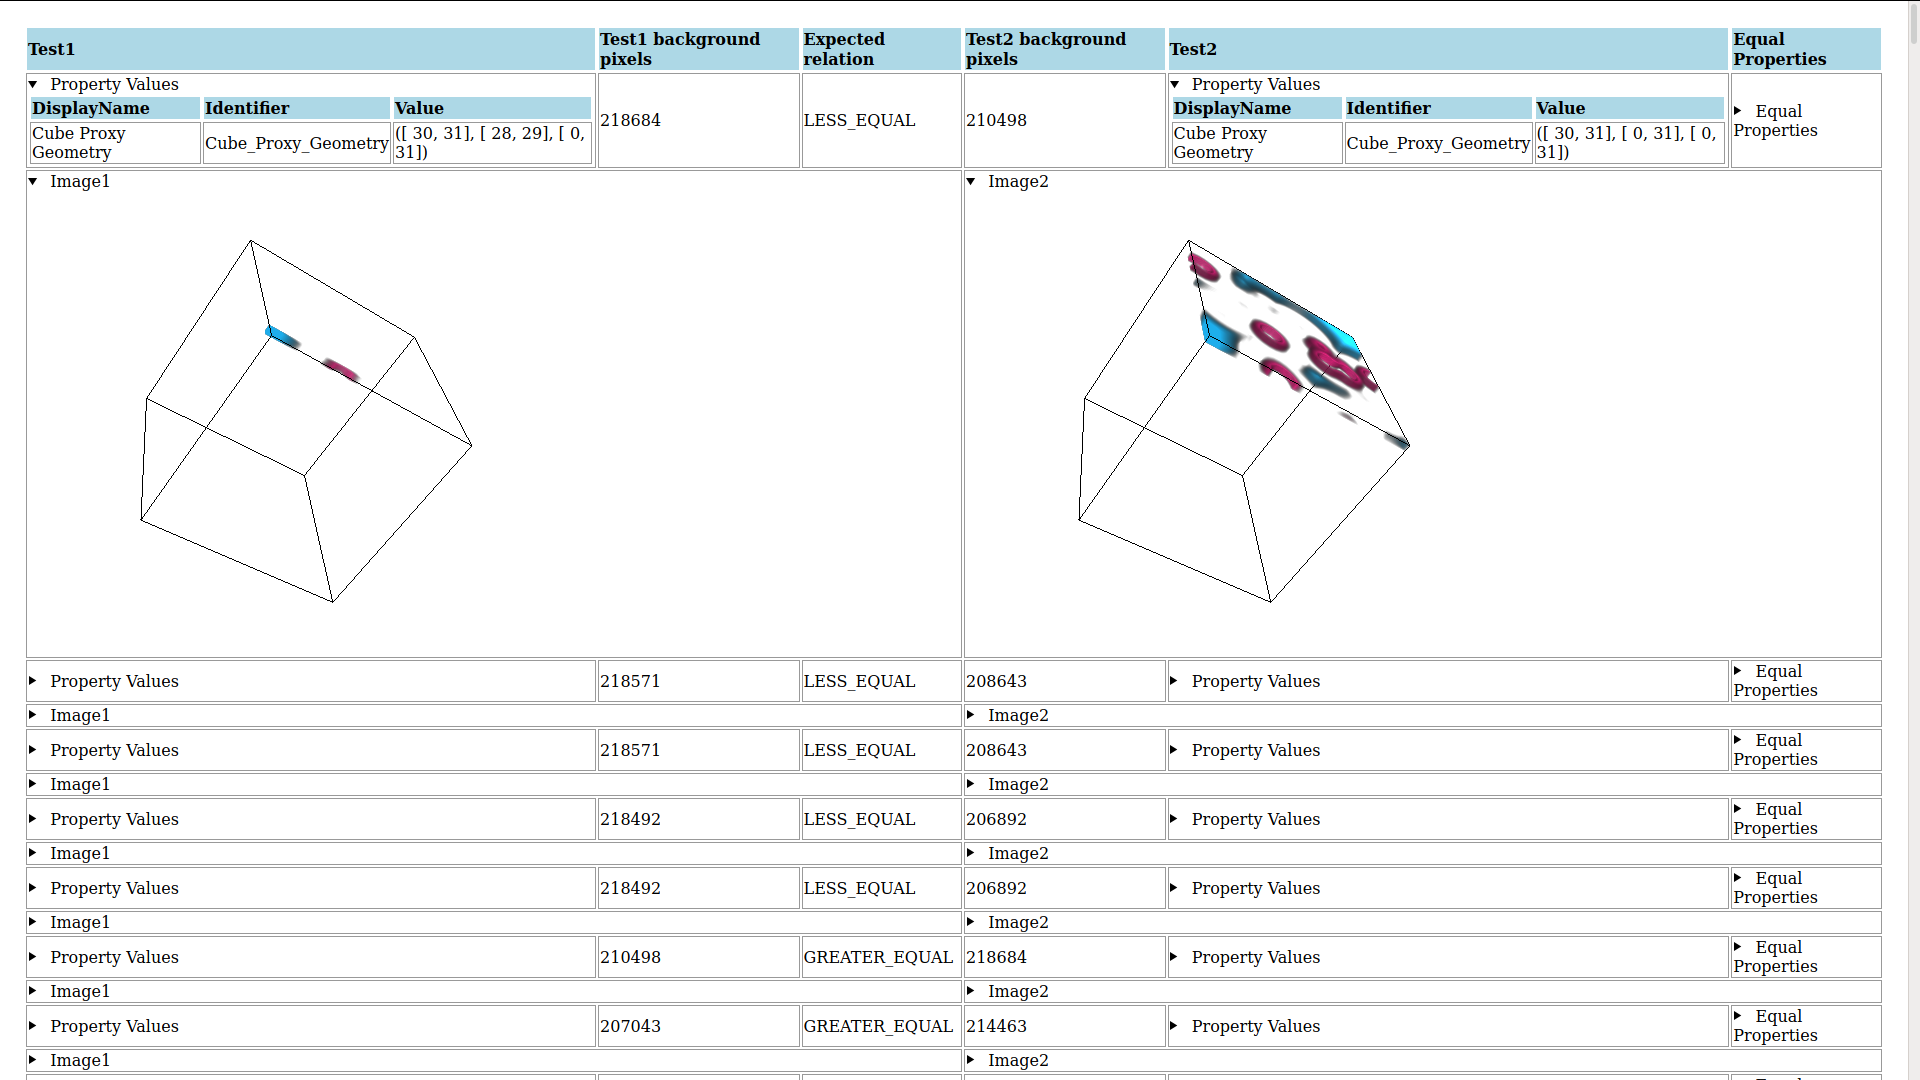 Test1 Test1 background pixels Expected relation Test2 background pixels Test2 Equal Properties
Property Values 218684 LESS_EQUAL 210498 Property Values Equal Properties
DisplayName Identifier Value DisplayName Identifier Value
Cube Proxy Geometry Cube_Proxy_Geometry ([ 30, 31], [ 28, 29], [ 0, 31]) Cube Proxy Geometry Cube_Proxy_Geometry ([ 30, 31], [ 0, 31], [ 0, 31])
Image1 Image2
Property Values 218571 LESS_EQUAL 208643 Property Values Equal Properties
Image1 Image2
Property Values 218571 LESS_EQUAL 208643 Property Values Equal Properties
Image1 Image2
Property Values 218492 LESS_EQUAL 206892 Property Values Equal Properties
Image1 Image2
Property Values 218492 LESS_EQUAL 206892 Property Values Equal Properties
Image1 Image2
Property Values 210498 GREATER_EQUAL 218684 Property Values Equal Properties
Image1 Image2
Property Values 207043 GREATER_EQUAL 214463 Property Values Equal Properties
Image1 Image2